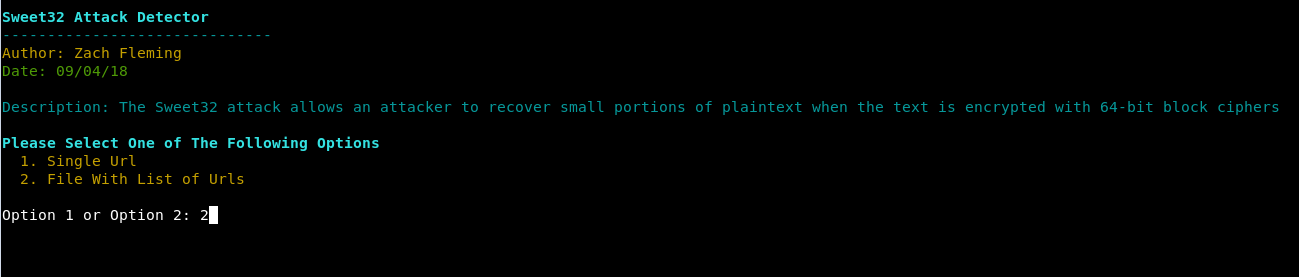 Sweet32 Attack Detector
------------------------------
Author: Zach Fleming
Date: 09/04/18
Description: The Sweet32 attack allows an attacker to recover small portions of plaintext when the text is encrypted with 64-bit block ciphers
Please Select One of The Following Options
1. Single Url
2. File With List of Urls
Option 1 or Option 2: 2